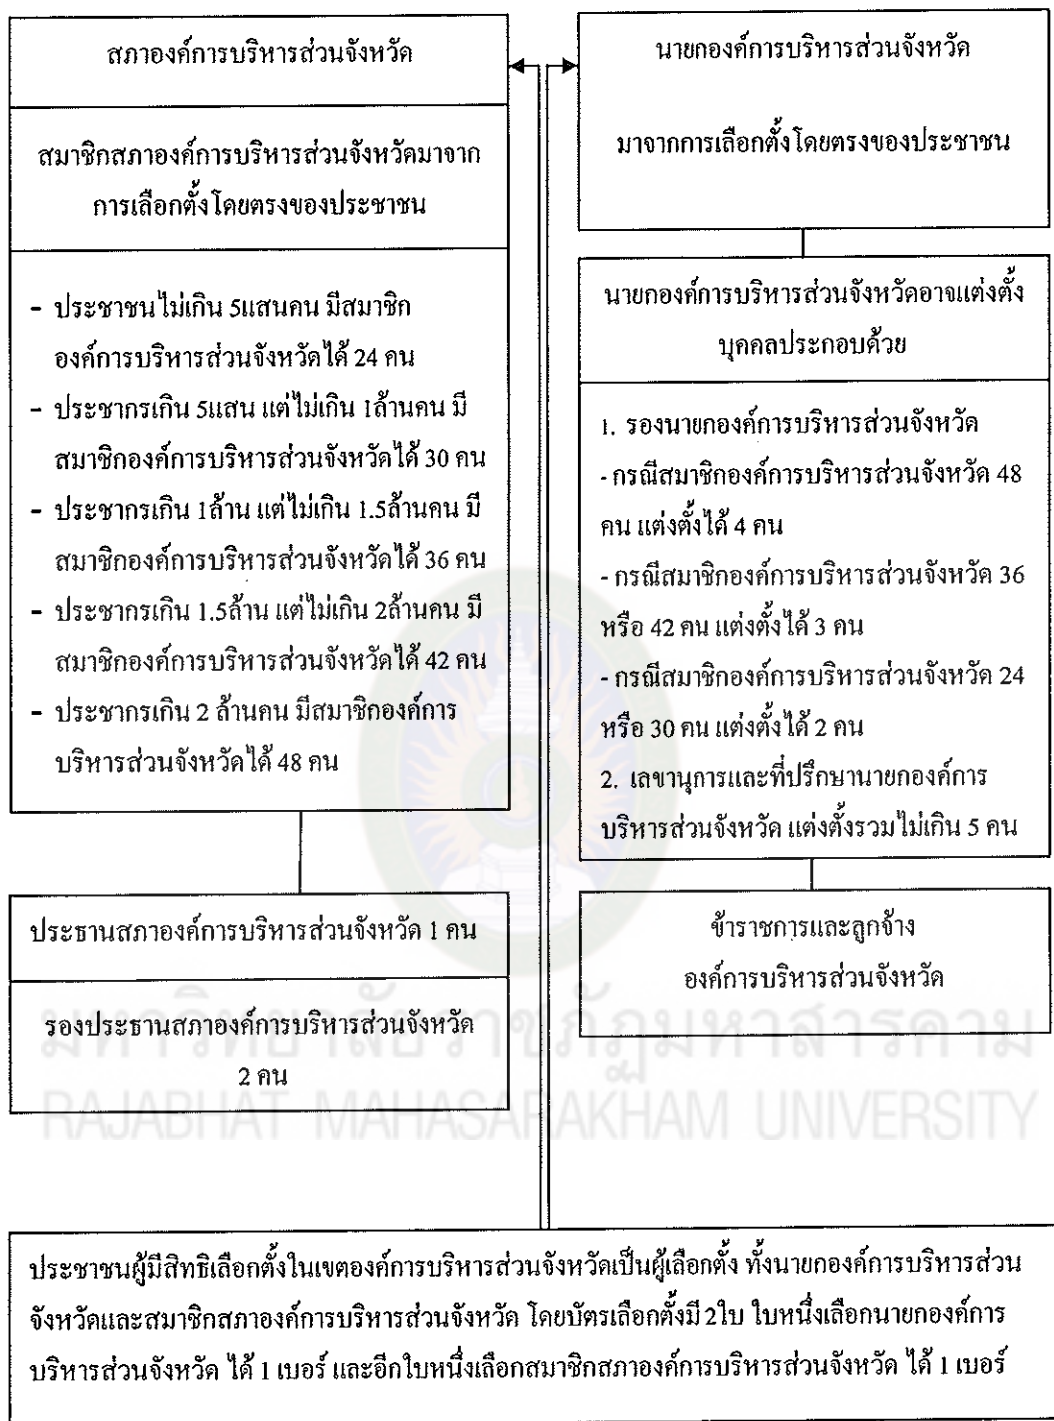 สภาองค์การบริหารส่วนจังหวัด
สมาชิกสภาองค์การบริหารส่วนจังหวัดมาจาก
การเลือกตั้งโดยตรงของประชาชน
- ประชาชนไม่เกิน 5แสนคน มีสมาชิก
องค์การบริหารส่วนจังหวัดได้ 24 คน
- ประชากรเกิน 5แสน แต่ไม่เกิน 1ล้านคน มี
สมาชิกองค์การบริหารส่วนจังหวัดได้ 30 คน
- ประชากรเกิน 1ล้าน แต่ไม่เกิน 1.5ล้านคน มี
สมาชิกองค์การบริหารส่วนจังหวัดได้ 36 คน
- ประชากรเกิน 1.5ล้าน แต่ไม่เกิน 2ล้านคน มี
สมาชิกองค์การบริหารส่วนจังหวัดได้ 42 คน
- ประชากรเกิน 2 ล้านคน มีสมาชิกองค์การ
บริหารส่วนจังหวัดได้ 48 คน
ประธานสภาองค์การบริหารส่วนจังหวัด 1 คน
รองประธานสภาองค์การบริหารส่วนจังหวัด
2 คน
นายกองค์การบริหารส่วนจังหวัด
มาจากการเลือกตั้งโดยตรงของประชาชน
นายกองค์การบริหารส่วนจังหวัดอาจแต่งตั้ง
บุคคลประกอบด้วย
1. รองนายกองค์การบริหารส่วนจังหวัด
- กรณีสมาชิกองค์การบริหารส่วนจังหวัด 48
คน แต่งตั้งได้ 4 คน
- กรณีสมาชิกองค์การบริหารส่วนจังหวัด 36
หรือ 42 คน แต่งตั้งได้ 3 คน
- กรณีสมาชิกองค์การบริหารส่วนจังหวัด 24
หรือ 30 คน แต่งตั้งได้ 2 คน
2. เลขานุการและที่ปรึกษานายกองค์การ
บริหารส่วนจังหวัด แต่งตั้งรวมไม่เกิน 5 คน
ข้าราชการและลูกจ้าง
องค์การบริหารส่วนจังหวัด
มหาวิทยาลัยราชภัฏมหาสารคาม
RAJABHAT MAHASARAKHAM UNIVERSITY
ประชาชนผู้มีสิทธิเลือกตั้งในเขตองค์การบริหารส่วนจังหวัดเป็นผู้เลือกตั้ง ทั้งนายกองค์การบริหารส่วน
จังหวัดและสมาชิกสภาองค์การบริหารส่วนจังหวัด โดยบัตรเลือกตั้งมี 2ใบ ใบหนึ่งเลือกนายกองค์การ
บริหารส่วนจังหวัด ได้ 1 เบอร์ และอีกใบหนึ่งเลือกสมาชิกสภาองค์การบริหารส่วนจังหวัด ได้ 1 เบอร์